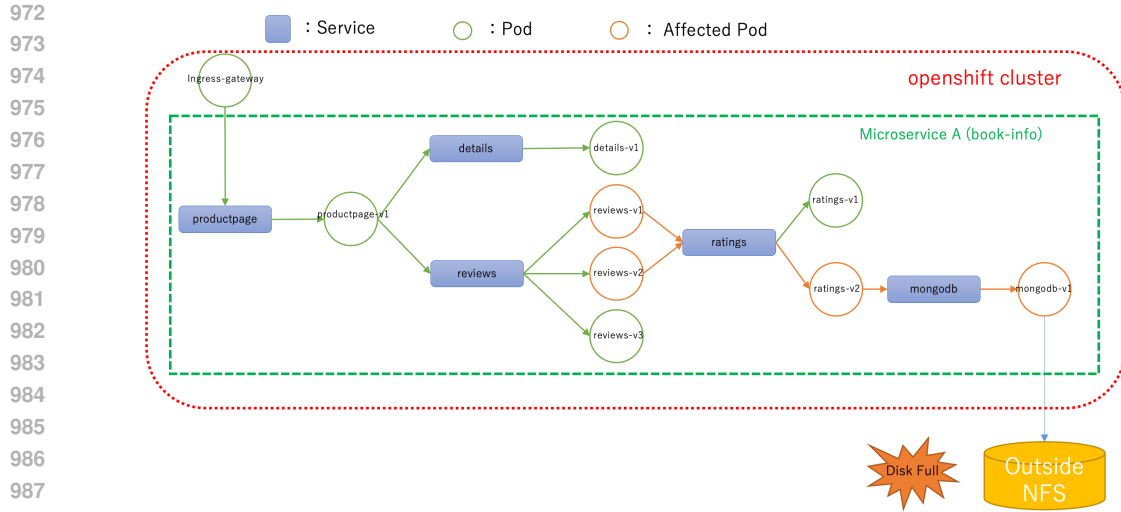 972
: Service
: Pod
: Affected Pod
973
974
Ingress-gateway
openshift cluster
975
976
Microservice A (book-info)
details
details-v1
977
978
productpage
productpage-v1
reviews-v1
ratings-v1
979
ratings
980
reviews
reviews-v2
981
ratings-v2
mongodb
mongodb-v1
982
reviews-v3
983
984
985
986
Disk Full
Outside
NFS
987